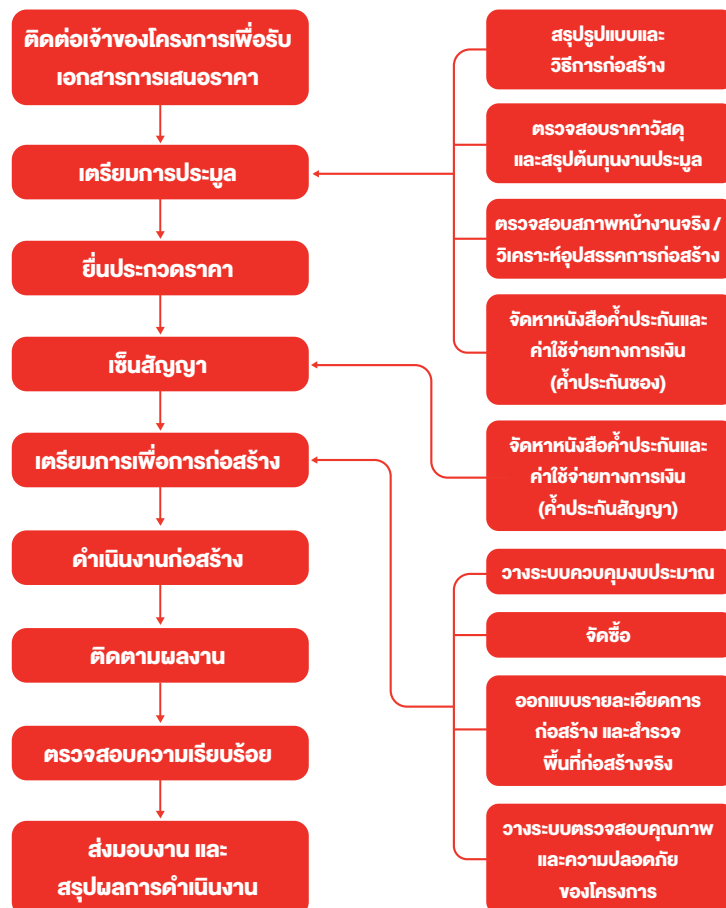 ติดต่อเจ้าของโครงการเพื่อรับ
เอกสารการเสนอราคา
เตรียมการประมูล
ยื่นประกวดราคา
เซ็นสัญญา
เตรียมการเพื่อการก่อสร้าง
ดำเนินงานก่อสร้าง
ติดตามผลงาน
ตรวจสอบความเรียบร้อย
ส่งมอบงาน และ
สรุปผลการดำเนินงาน
สรุปรูปแบบและ
วิธีการก่อสร้าง
ตรวจสอบราคาวัสดุ
และสรุปต้นทุนงานประมูล
ตรวจสอบสภาพหน้างานจริง /
วิเคราะห์อุปสรรคการก่อสร้าง
จัดหาหนังสือค้ำประกันและ
ค่าใช้จ่ายทางการเงิน
(ค้ำประกันซอง)
จัดหาหนังสือค้ำประกันและ
ค่าใช้จ่ายทางการเงิน
(ค้ำประกันสัญญา)
วางระบบควบคุมงบประมาณ
จัดซื้อ
ออกแบบรายละเอียดการ
ก่อสร้าง และสำรวจ
พื้นที่ก่อสร้างจริง
วางระบบตรวจสอบคุณภาพ
และความปลอดภัย
ของโครงการ